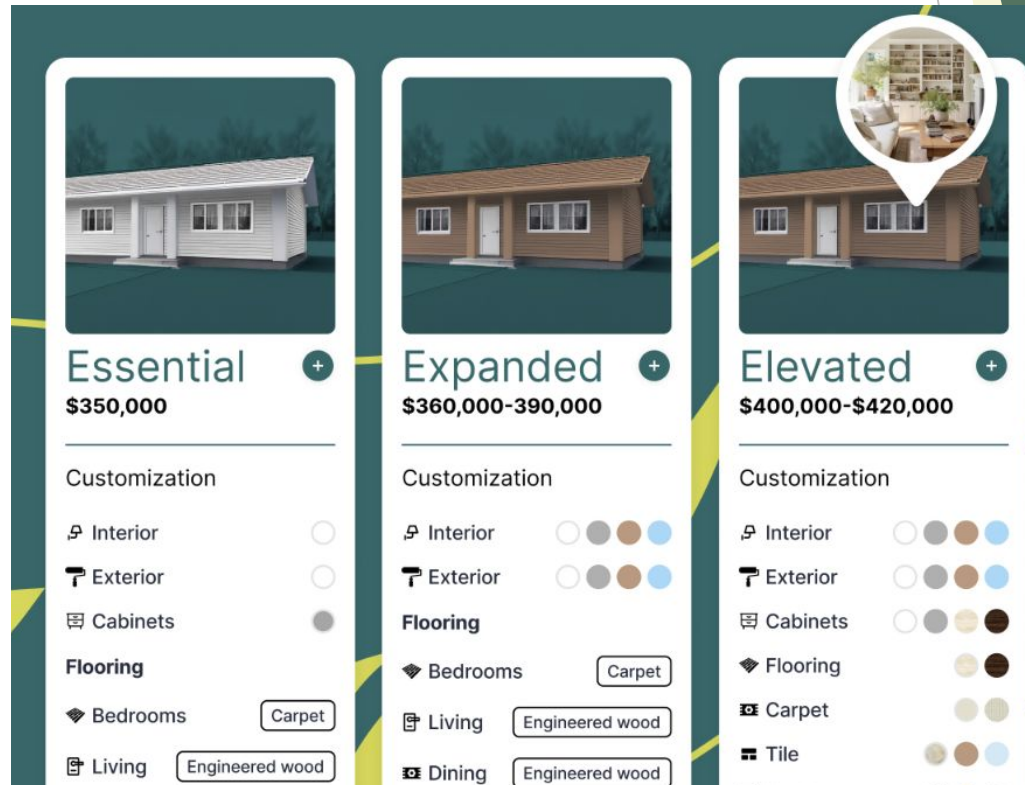 Essential
+
$350,000
Customization
Interior
Exterior
Cabinets
Flooring
Bedrooms Carpet
Living Engineered wood
Expanded
+
$360,000-390,000
Customization
Interior
Exterior
Flooring
Bedrooms Carpet
Living Engineered wood
Dining Engineered wood
Elevated
+
$400,000-$420,000
Customization
Interior
Exterior
Cabinets
Flooring
Carpet
Tile